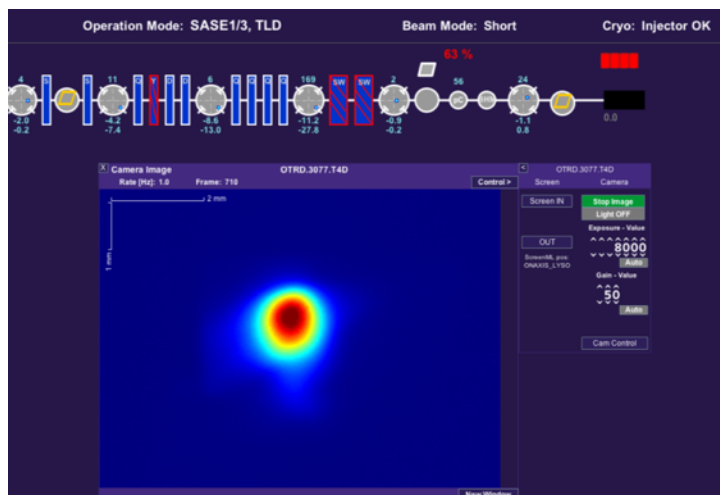 Operation Mode: SASE1/3, TLD Beam Mode: Short Cryo: Injector OK
63 %
4 11 6 169 2 56 24
S S Q Y D D Q Q Q Q SW SW
pC
-2.0 -4.2 -8.6 -11.2 -0.9 -1.1 0.0
-0.2 -7.4 -13.0 -27.8 -0.2 0.8
X Camera Image OTRD.3077.T4D
Rate [Hz]: 1.0 Frame: 710 Control >
2 mm
1 mm
New Window
< OTRD.3077.T4D
Screen Camera
Screen IN Stop Image
Light OFF
Exposure - Value
OUT 8000
ScreenML pos: Auto
ONAXIS_LYSO
Gain - Value
50
Auto
Cam Control